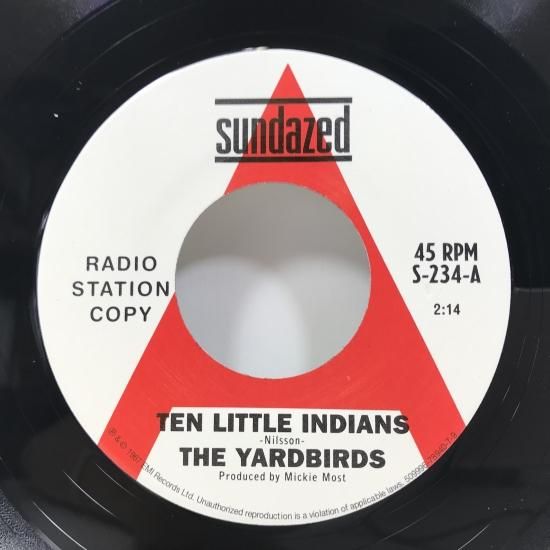 sundazed
RADIO
STATION
COPY
45 RPM
S-234-A
2:14
TEN LITTLE INDIANS
-Nilsson-
THE YARDBIRDS
Produced by Mickie Most
℗ & © 1967 EMI Records Ltd. Unauthorized reproduction is a violation of applicable laws.